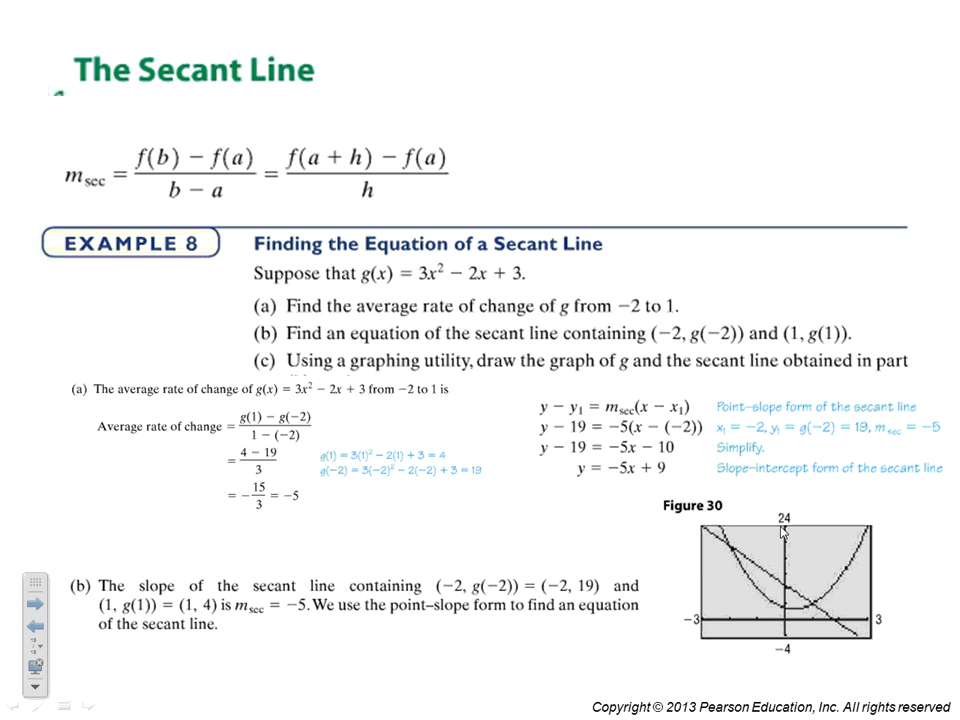 The Secant Line
m_sec = f(b) − f(a) / b − a = f(a + h) − f(a) / h
EXAMPLE 8
Finding the Equation of a Secant Line
Suppose that g(x) = 3x² − 2x + 3.
(a) Find the average rate of change of g from −2 to 1.
(b) Find an equation of the secant line containing (−2, g(−2)) and (1, g(1)).
(c) Using a graphing utility, draw the graph of g and the secant line obtained in part
(a) The average rate of change of g(x) = 3x² − 2x + 3 from −2 to 1 is
Average rate of change = g(1) − g(−2) / 1 − (−2)
= 4 − 19 / 3
g(1) = 3(1)² − 2(1) + 3 = 4
g(−2) = 3(−2)² − 2(−2) + 3 = 19
= − 15 / 3 = −5
y − y₁ = m_sec(x − x₁) Point–slope form of the secant line
y − 19 = −5(x − (−2)) x₁ = −2, y₁ = g(−2) = 19, m_sec = −5
y − 19 = −5x − 10 Simplify.
y = −5x + 9 Slope–intercept form of the secant line
Figure 30
24
−3
3
−4
(b) The slope of the secant line containing (−2, g(−2)) = (−2, 19) and
(1, g(1)) = (1, 4) is m_sec = −5. We use the point–slope form to find an equation
of the secant line.
Copyright © 2013 Pearson Education, Inc. All rights reserved